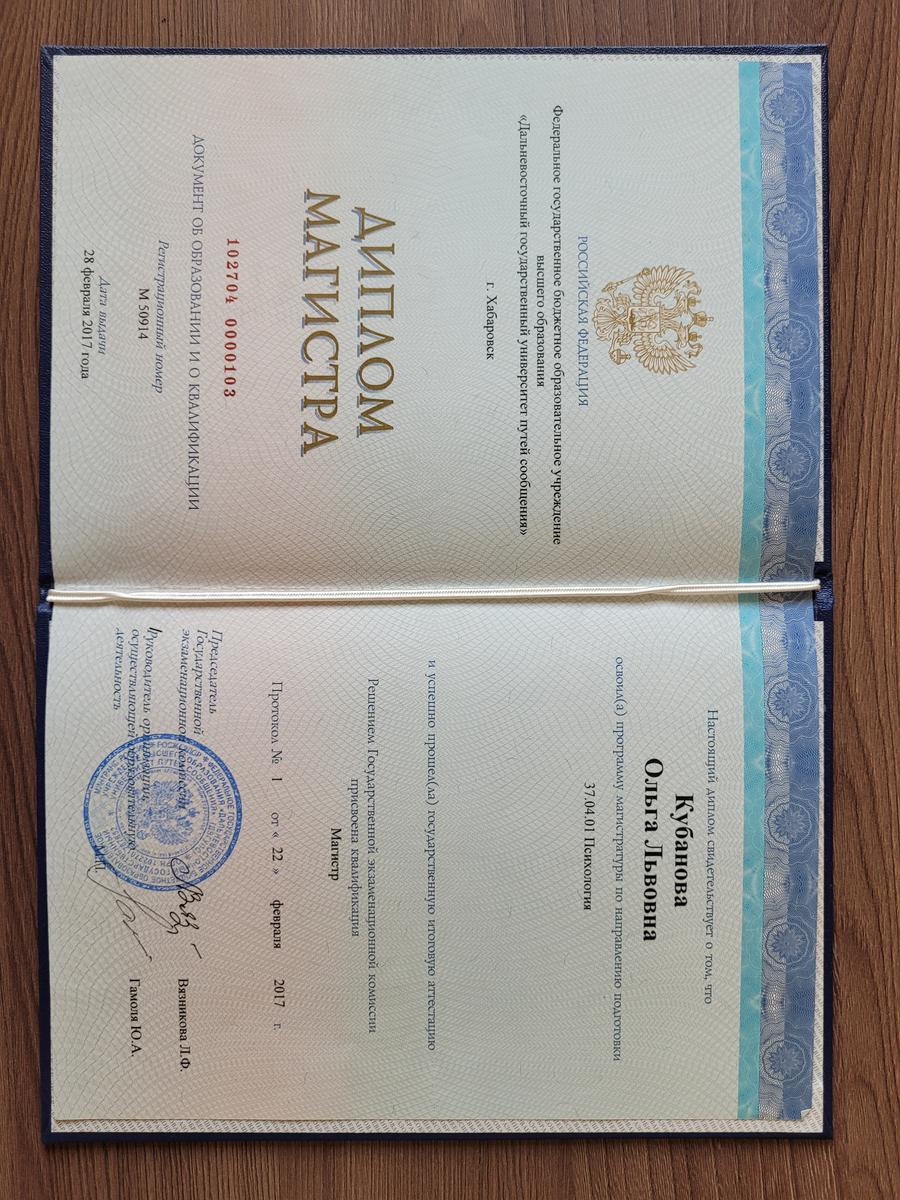 РОССИЙСКАЯ ФЕДЕРАЦИЯ
Федеральное государственное бюджетное образовательное учреждение
высшего образования
«Дальневосточный государственный университет путей сообщения»
г. Хабаровск
ДИПЛОМ
МАГИСТРА
102704 0000103
ДОКУМЕНТ ОБ ОБРАЗОВАНИИ И О КВАЛИФИКАЦИИ
Регистрационный номер
М 50914
Дата выдачи
28 февраля 2017 года
Настоящий диплом свидетельствует о том, что
Кубанова
Ольга Львовна
освоил(а) программу магистратуры по направлению подготовки
37.04.01 Психология
и успешно прошел(ла) государственную итоговую аттестацию
Решением Государственной экзаменационной комиссии
присвоена квалификация
Магистр
Протокол № 1 от « 22 » февраля 2017 г.
Председатель
Государственной
экзаменационной комиссии
Вязникова Л.Ф.
Руководитель организации,
осуществляющей образовательную
деятельность
Гамоля Ю.А.
М.П.